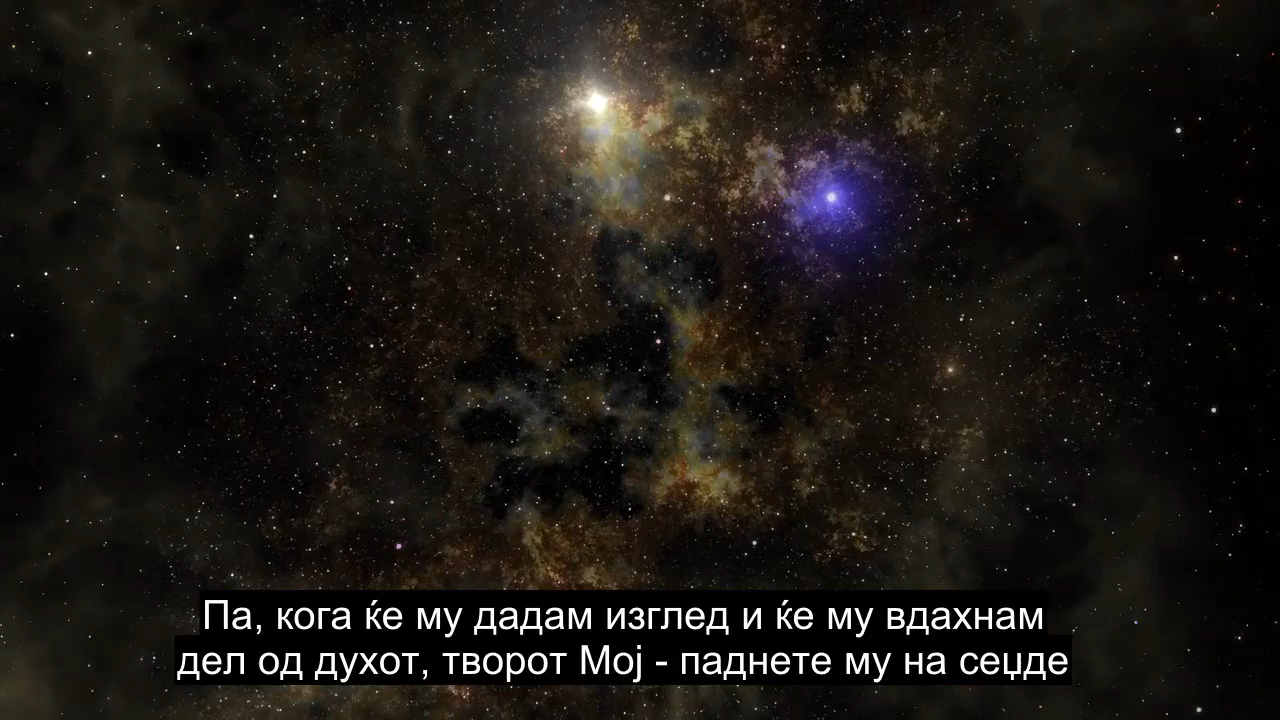 Па, кога ќе му дадам изглед и ќе му вдахнам
дел од духот, творот Мој - паднете му на сеџде